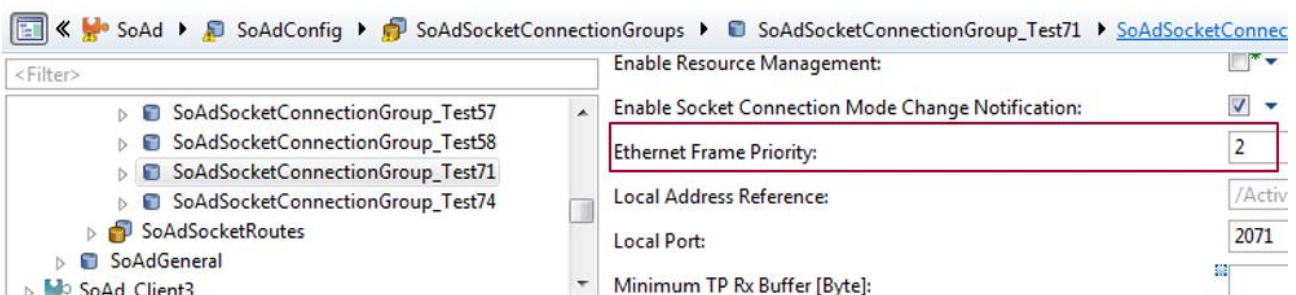 SoAd SoAdConfig SoAdSocketConnectionGroups SoAdSocketConnectionGroup_Test71 SoAdSocketConnec
<Filter>
SoAdSocketConnectionGroup_Test57
SoAdSocketConnectionGroup_Test58
SoAdSocketConnectionGroup_Test71
SoAdSocketConnectionGroup_Test74
SoAdSocketRoutes
SoAdGeneral
SoAd_Client3
Enable Resource Management:
Enable Socket Connection Mode Change Notification:
Ethernet Frame Priority: 2
Local Address Reference: /Activ
Local Port: 2071
Minimum TP Rx Buffer [Byte]: